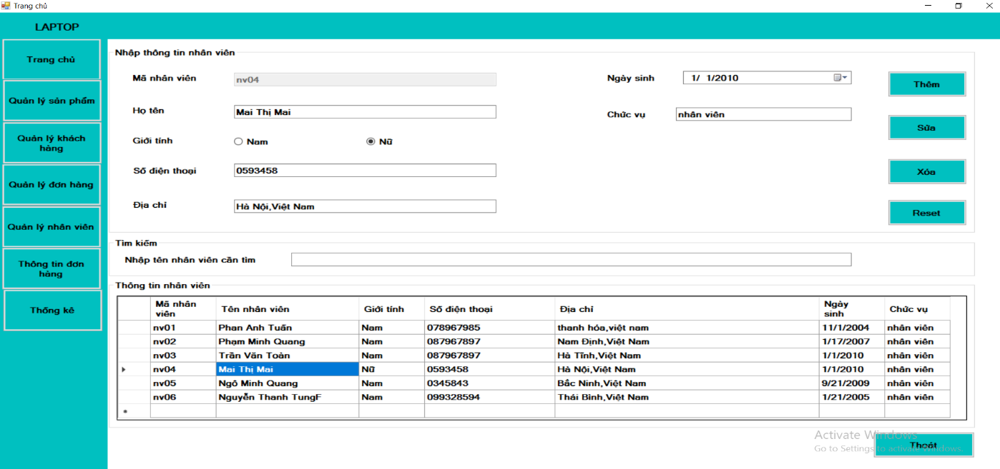 Trang chủ
LAPTOP
Trang chủ
Quản lý sản phẩm
Quản lý khách
hàng
Quản lý đơn hàng
Quản lý nhân viên
Thông tin đơn
hàng
Thống kê
Nhập thông tin nhân viên
Mã nhân viên nv04
Họ tên Mai Thị Mai
Giới tính Nam Nữ
Số điện thoại 0593458
Địa chỉ Hà Nội,Việt Nam
Ngày sinh 1/ 1/2010
Chức vụ nhân viên
Thêm
Sửa
Xóa
Reset
Tìm kiếm
Nhập tên nhân viên cần tìm
Thông tin nhân viên
Mã nhân viên Tên nhân viên Giới tính Số điện thoại Địa chỉ Ngày sinh Chức vụ
nv01 Phan Anh Tuấn Nam 078967985 thanh hóa,việt nam 11/1/2004 nhân viên
nv02 Phạm Minh Quang Nam 087967897 Nam Định,Việt Nam 1/17/2007 nhân viên
nv03 Trần Văn Toàn Nam 087967897 Hà Tĩnh,Việt Nam 1/1/2010 nhân viên
nv04 Mai Thị Mai Nữ 0593458 Hà Nội,Việt Nam 1/1/2010 nhân viên
nv05 Ngô Minh Quang Nam 0345843 Bắc Ninh,Việt Nam 9/21/2009 nhân viên
nv06 Nguyễn Thanh TungF Nam 099328594 Thái Bình,Việt Nam 1/21/2005 nhân viên
Activate Windows
Go to Settings to activate Windows.
Thoát